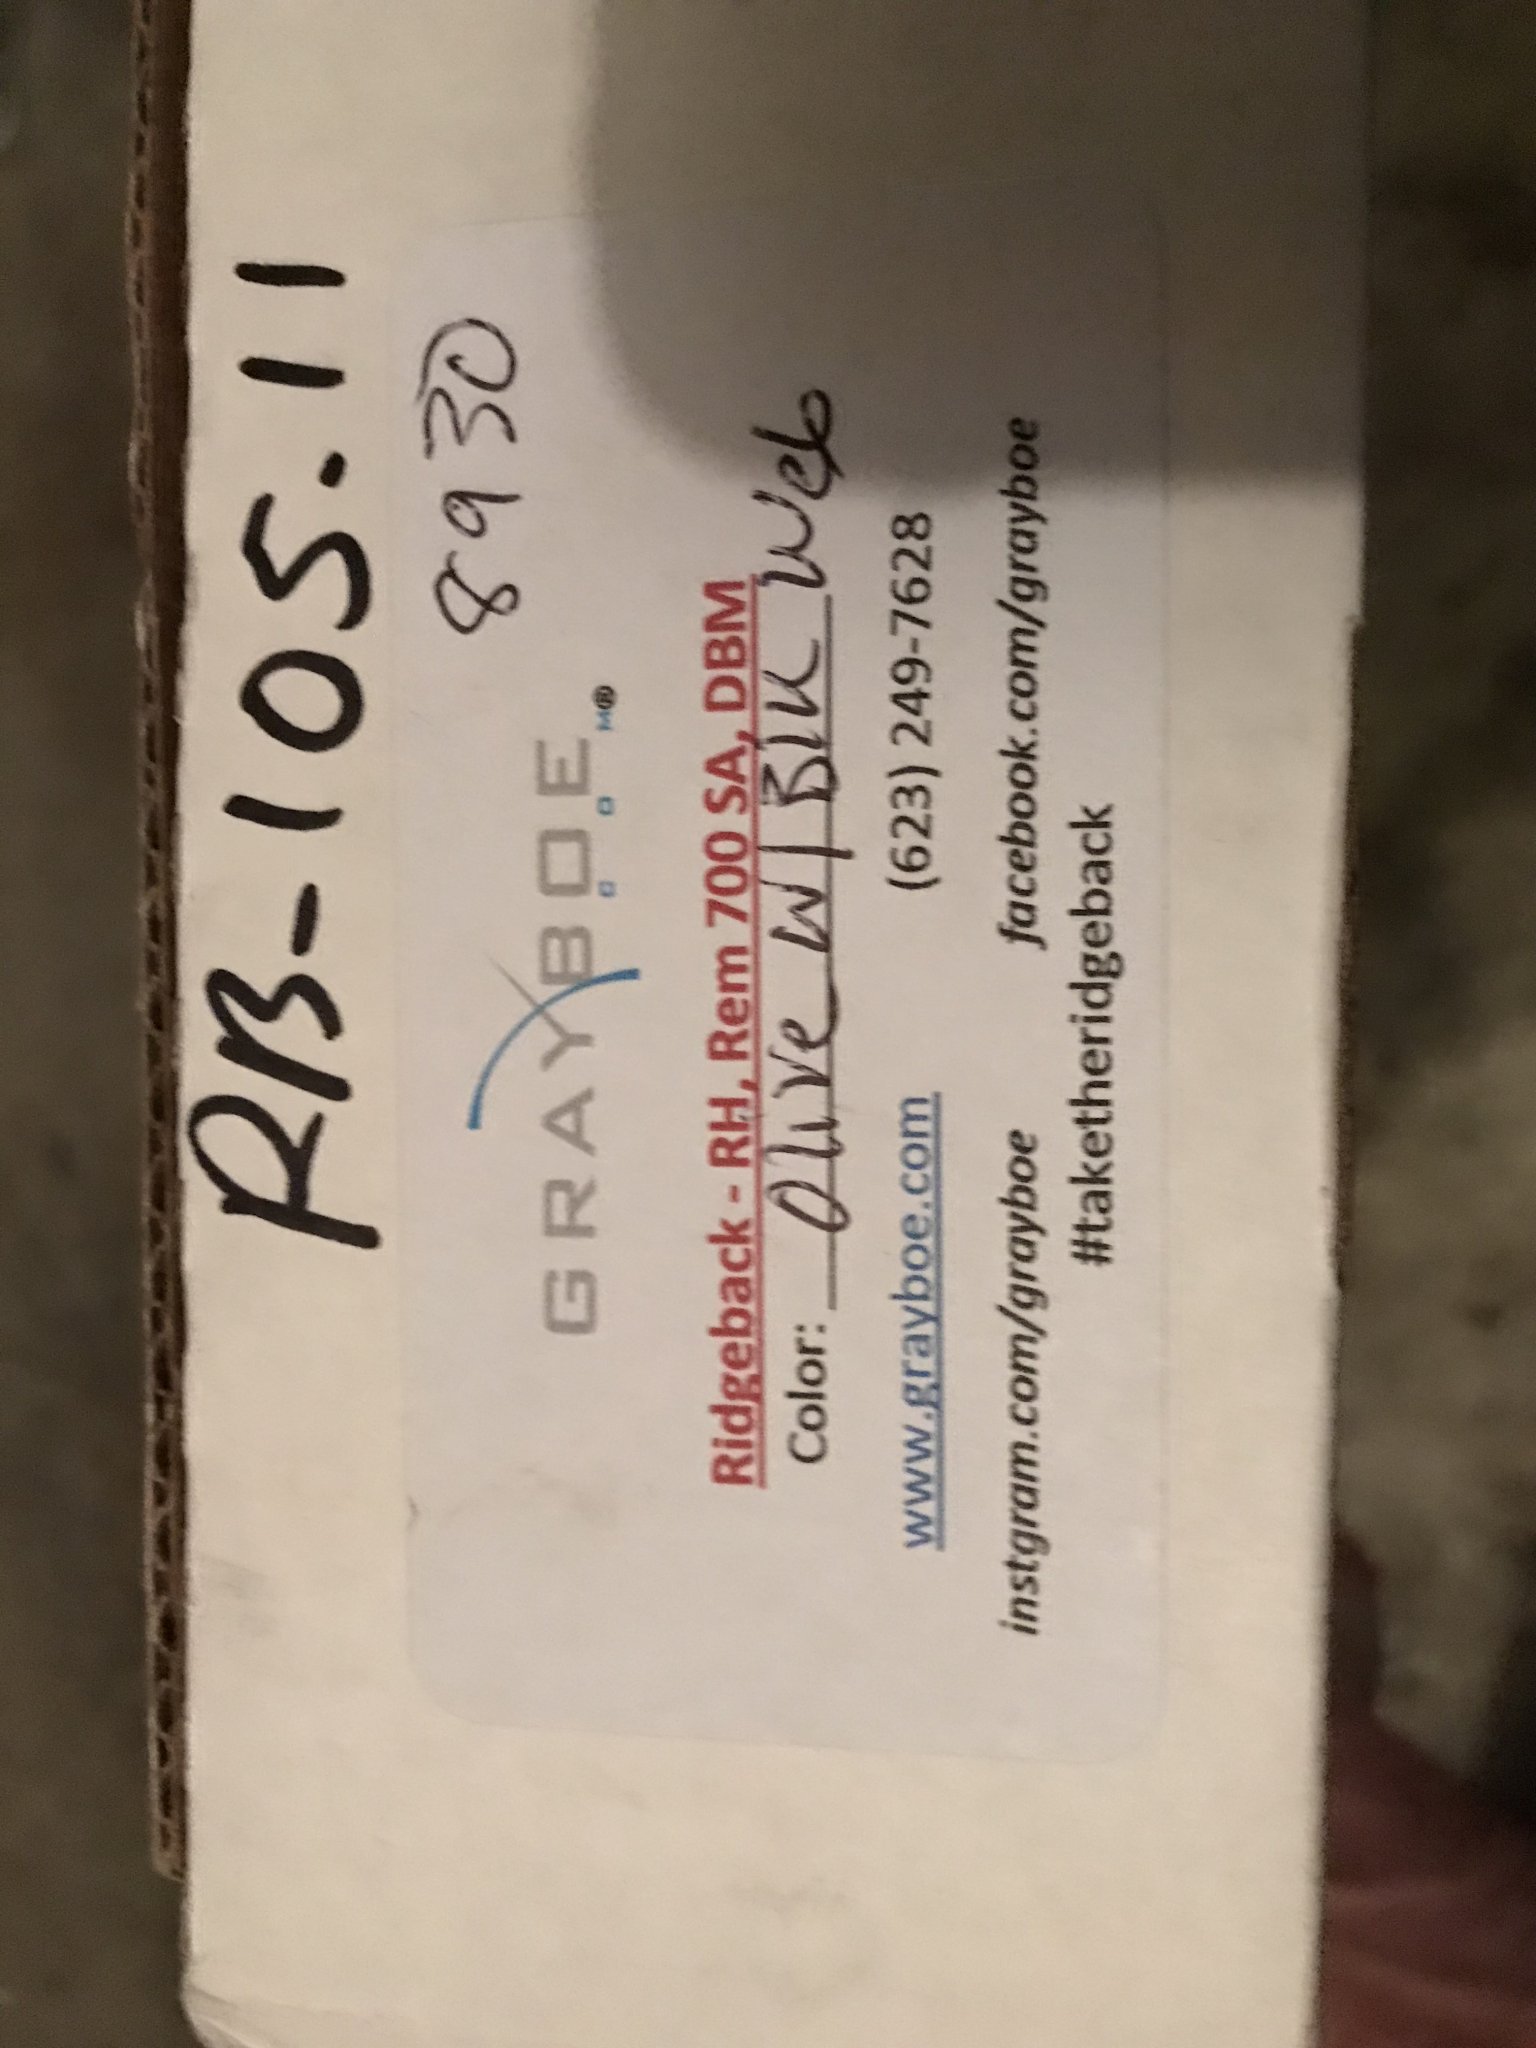 RB-105.11
8930
GRAYBOE.COM®
Ridgeback - RH, Rem 700 SA, DBM
Color: Olive w/ Blk Web
www.grayboe.com (623) 249-7628
instgram.com/grayboe facebook.com/grayboe
#taketheridgeback